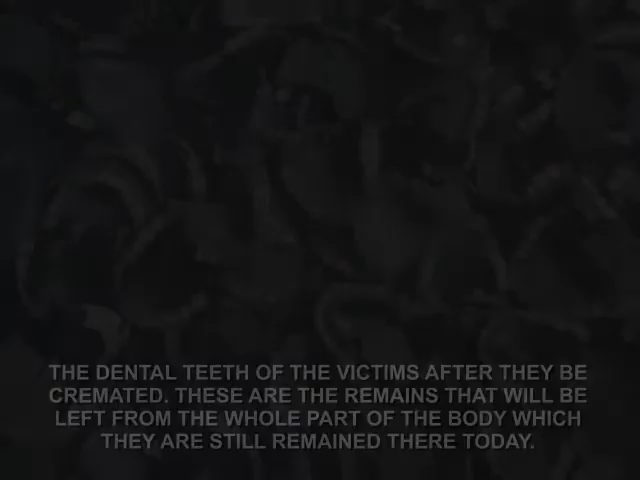 THE DENTAL TEETH OF THE VICTIMS AFTER THEY BE
CREMATED. THESE ARE THE REMAINS THAT WILL BE
LEFT FROM THE WHOLE PART OF THE BODY WHICH
THEY ARE STILL REMAINED THERE TODAY.